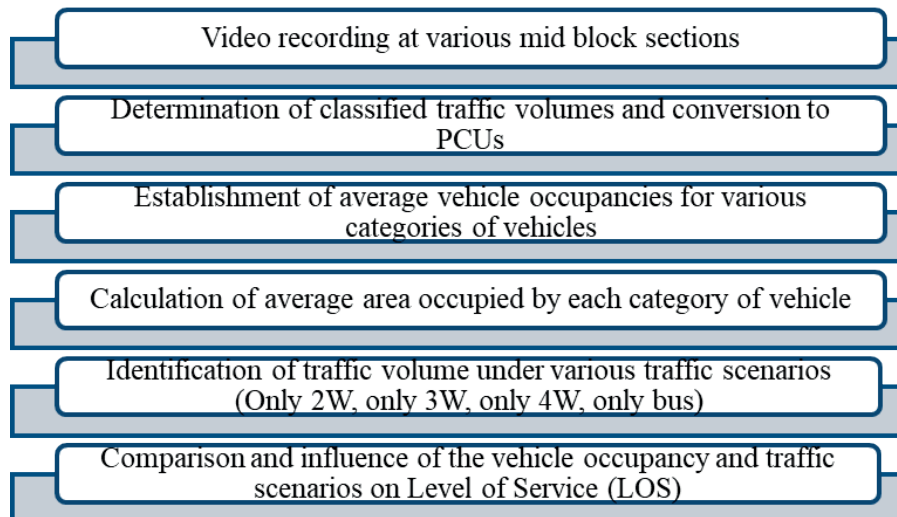 Video recording at various mid block sections
Determination of classified traffic volumes and conversion to
PCUs
Establishment of average vehicle occupancies for various
categories of vehicles
Calculation of average area occupied by each category of vehicle
Identification of traffic volume under various traffic scenarios
(Only 2W, only 3W, only 4W, only bus)
Comparison and influence of the vehicle occupancy and traffic
scenarios on Level of Service (LOS)